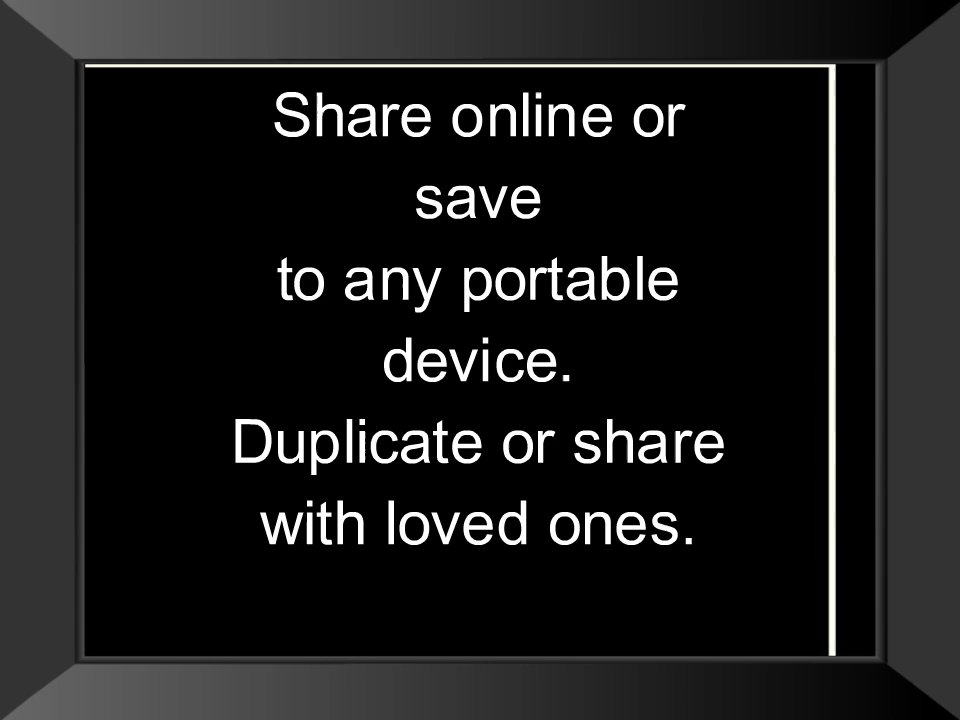 Share online or
save
to any portable
device.
Duplicate or share
with loved ones.